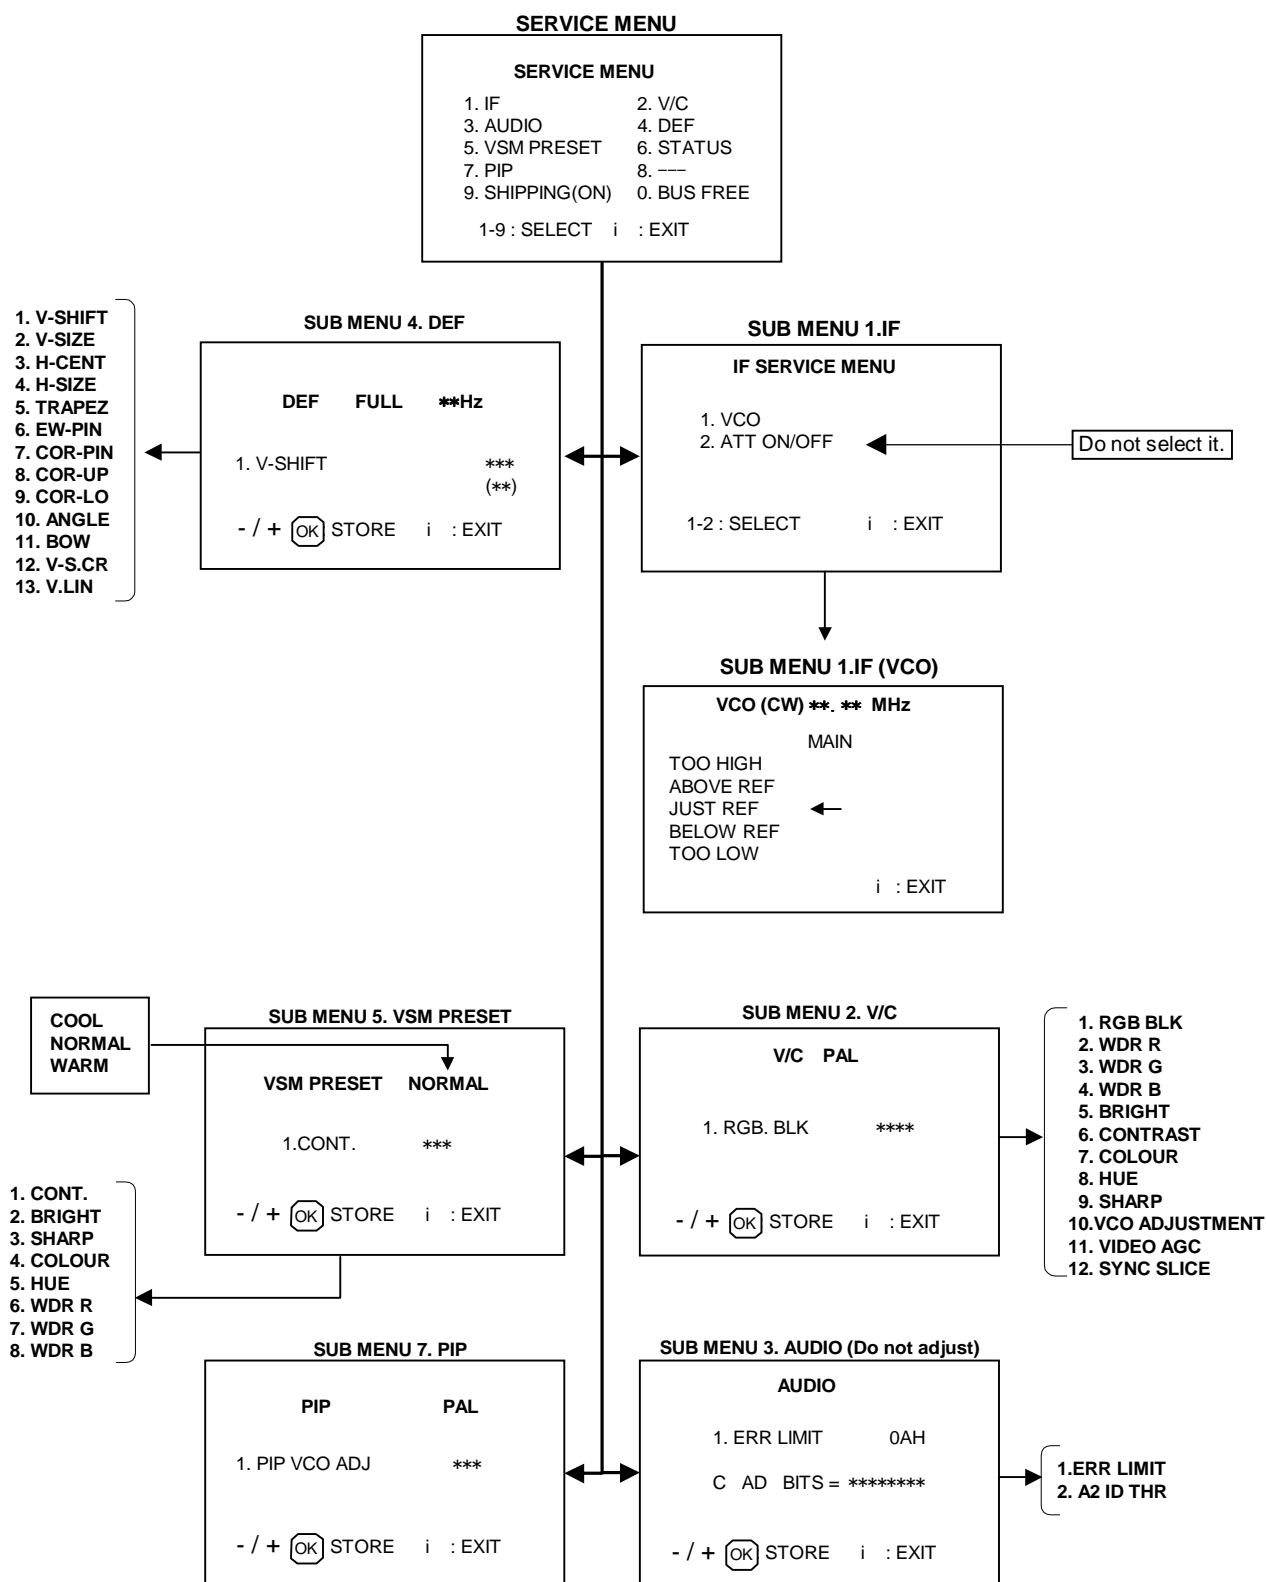 SERVICE MENU
SERVICE MENU
1. IF 2. V/C
3. AUDIO 4. DEF
5. VSM PRESET 6. STATUS
7. PIP 8. ---
9. SHIPPING(ON) 0. BUS FREE
1-9 : SELECT i : EXIT
1. V-SHIFT
2. V-SIZE
3. H-CENT
4. H-SIZE
5. TRAPEZ
6. EW-PIN
7. COR-PIN
8. COR-UP
9. COR-LO
10. ANGLE
11. BOW
12. V-S.CR
13. V.LIN
SUB MENU 4. DEF
DEF FULL **Hz
1. V-SHIFT ***
(**)
- / + OK STORE i : EXIT
SUB MENU 1.IF
IF SERVICE MENU
1. VCO
2. ATT ON/OFF
1-2 : SELECT i : EXIT
Do not select it.
SUB MENU 1.IF (VCO)
VCO (CW) **. ** MHz
MAIN
TOO HIGH
ABOVE REF
JUST REF
BELOW REF
TOO LOW
i : EXIT
COOL
NORMAL
WARM
SUB MENU 5. VSM PRESET
VSM PRESET NORMAL
1.CONT. ***
- / + OK STORE i : EXIT
1. CONT.
2. BRIGHT
3. SHARP
4. COLOUR
5. HUE
6. WDR R
7. WDR G
8. WDR B
SUB MENU 2. V/C
V/C PAL
1. RGB. BLK ****
- / + OK STORE i : EXIT
1. RGB BLK
2. WDR R
3. WDR G
4. WDR B
5. BRIGHT
6. CONTRAST
7. COLOUR
8. HUE
9. SHARP
10.VCO ADJUSTMENT
11. VIDEO AGC
12. SYNC SLICE
SUB MENU 7. PIP
PIP PAL
1. PIP VCO ADJ ***
- / + OK STORE i : EXIT
SUB MENU 3. AUDIO (Do not adjust)
AUDIO
1. ERR LIMIT 0AH
C AD BITS = ********
- / + OK STORE i : EXIT
1.ERR LIMIT
2. A2 ID THR